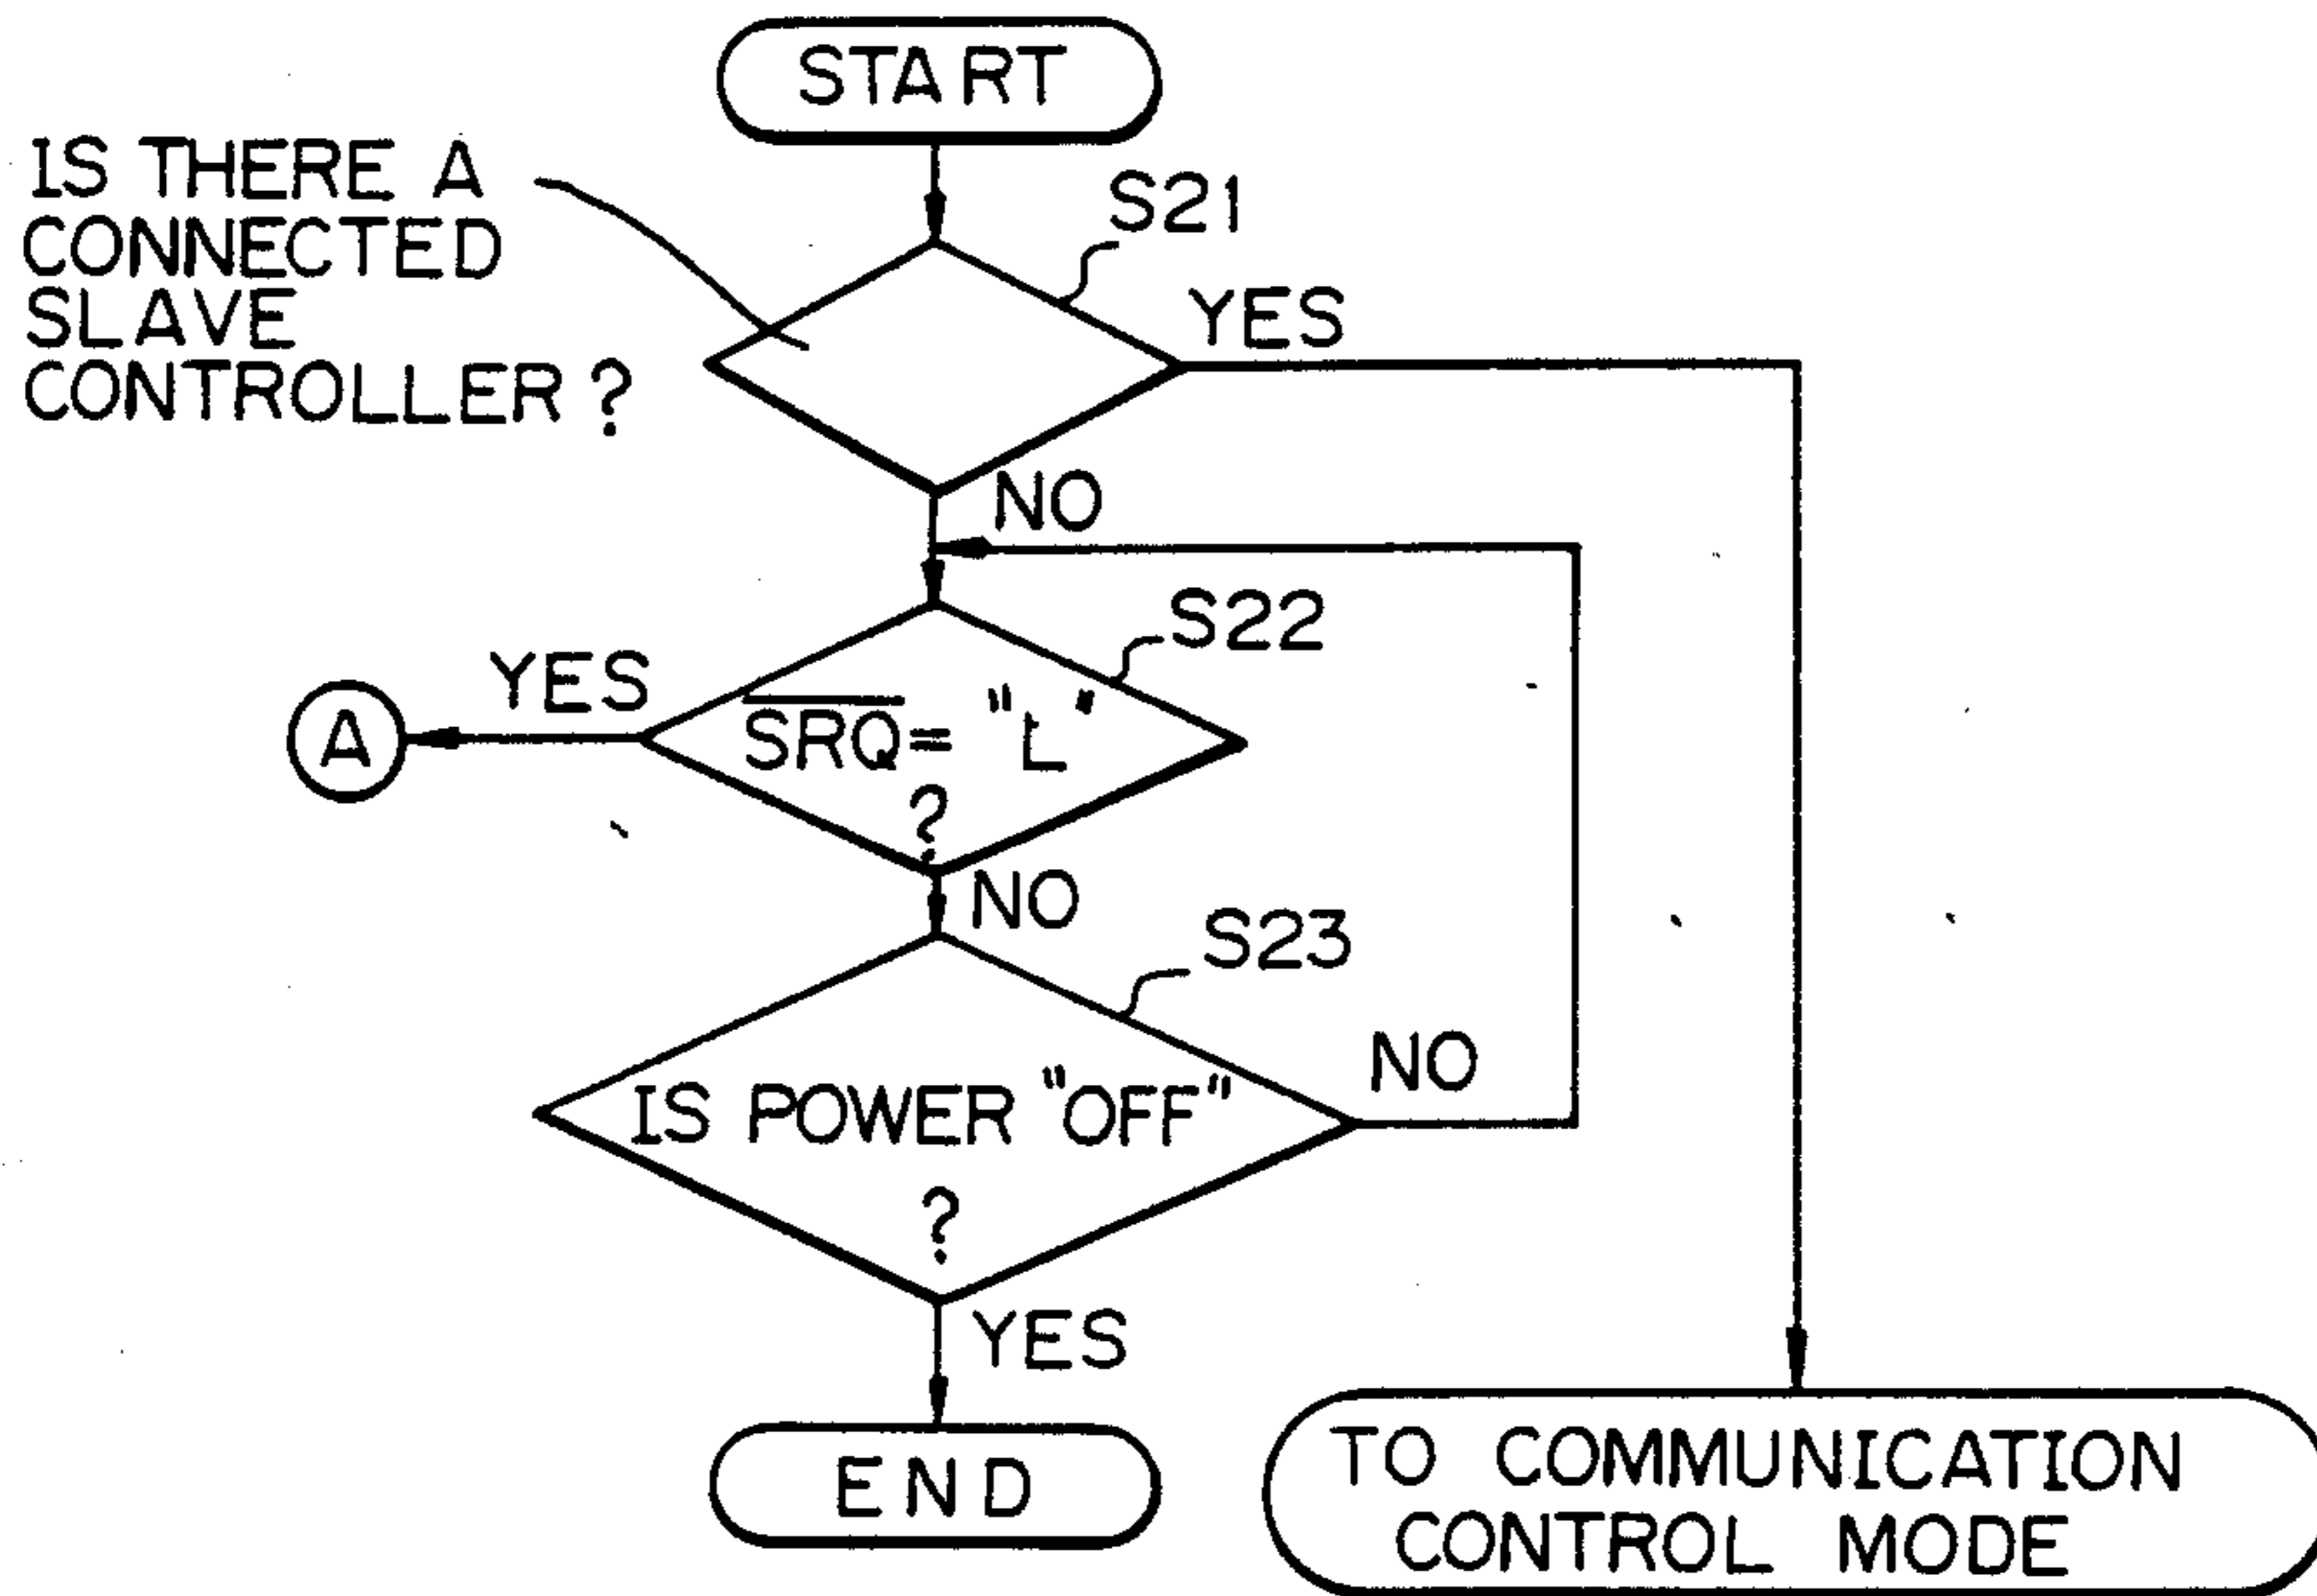 START
IS THERE A
CONNECTED
SLAVE
CONTROLLER ?
S21
YES
NO
S22
YES
A
S̅R̅Q̅ = "L"
?
NO
S23
IS POWER "OFF"
?
NO
YES
END
TO COMMUNICATION
CONTROL MODE